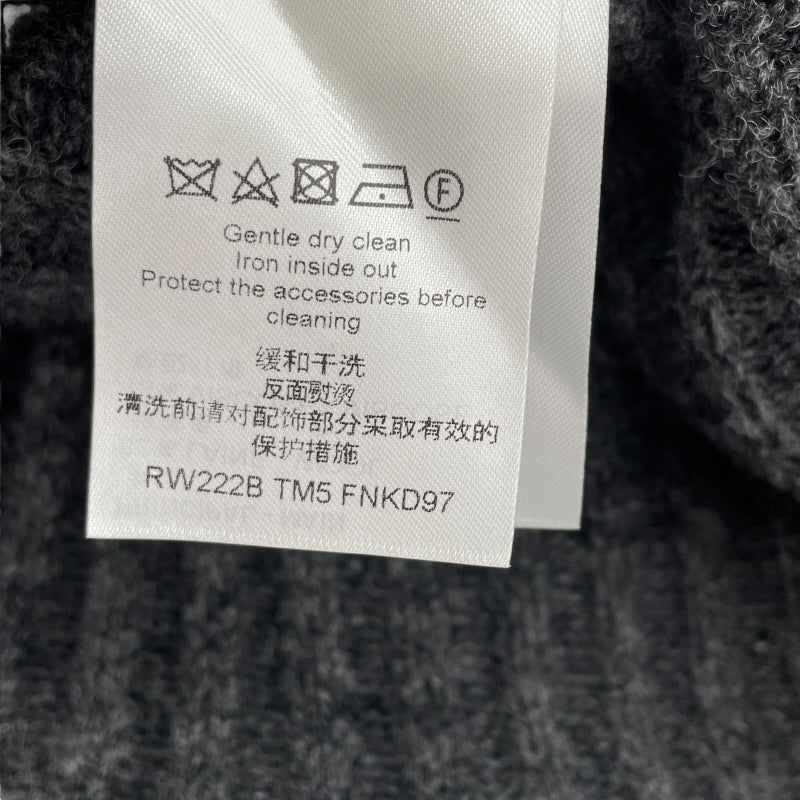 F
Gentle dry clean
Iron inside out
Protect the accessories before
cleaning
缓和干洗
反面熨烫
清洗前请对配饰部分采取有效的
保护措施
RW222B TM5 FNKD97